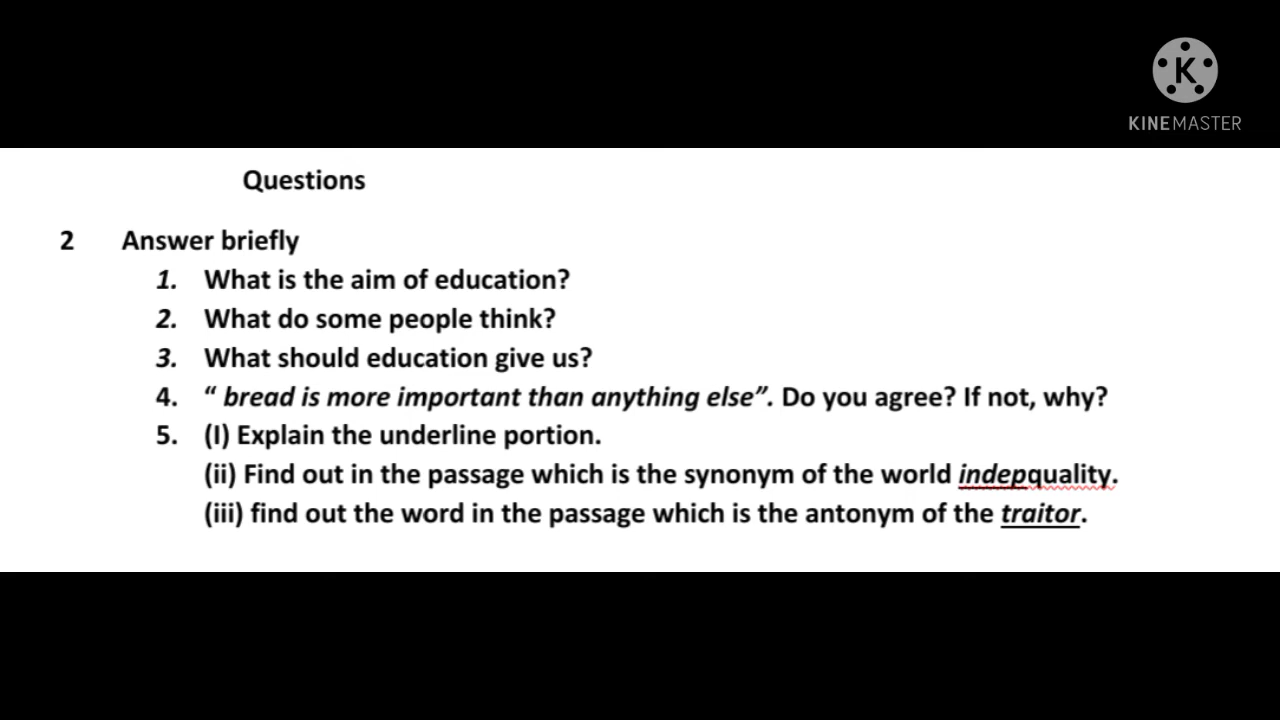 K
KINEMASTER
Questions
2 Answer briefly
1. What is the aim of education?
2. What do some people think?
3. What should education give us?
4. “ bread is more important than anything else”. Do you agree? If not, why?
5. (I) Explain the underline portion.
(ii) Find out in the passage which is the synonym of the world indepquality.
(iii) find out the word in the passage which is the antonym of the traitor.